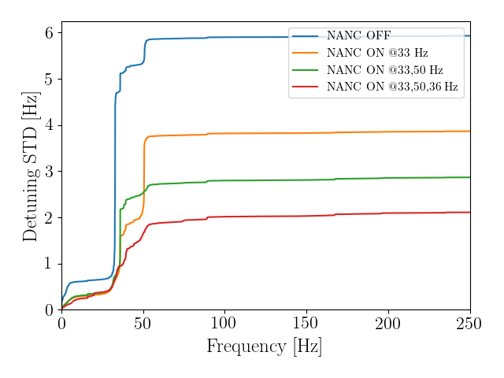 6
5
4
3
2
1
0
Detuning STD [Hz]
NANC OFF
NANC ON @33 Hz
NANC ON @33,50 Hz
NANC ON @33,50,36 Hz
0 50 100 150 200 250
Frequency [Hz]